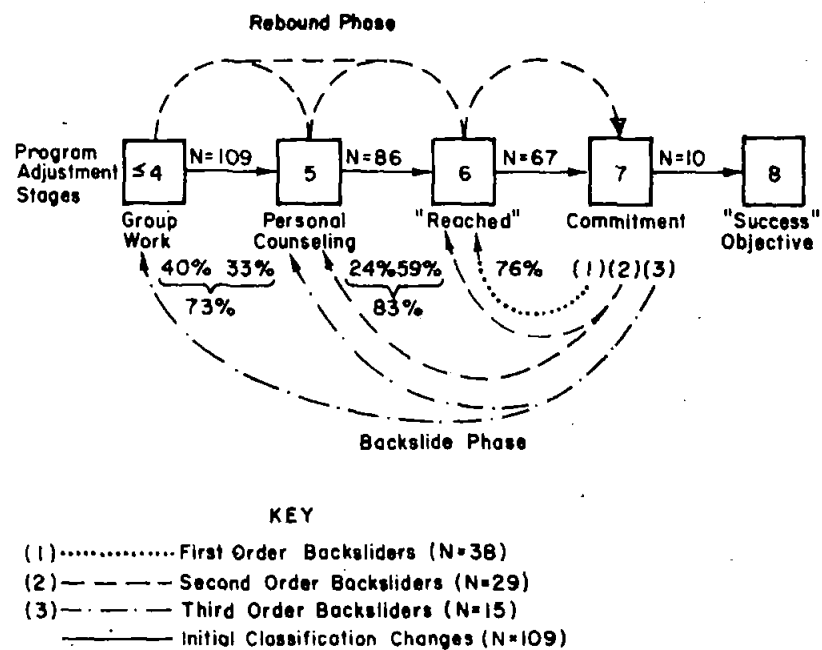 Rebound Phase
Program Adjustment Stages
≤4
N=109
5
N=86
6
N=67
7
N=10
8
Group Work
Personal Counseling
"Reached"
Commitment
"Success" Objective
40% 33%
73%
24% 59%
83%
76%
(1)(2)(3)
Backslide Phase
KEY
(1) First Order Backsliders (N=38)
(2) Second Order Backsliders (N=29)
(3) Third Order Backsliders (N=15)
Initial Classification Changes (N=109)